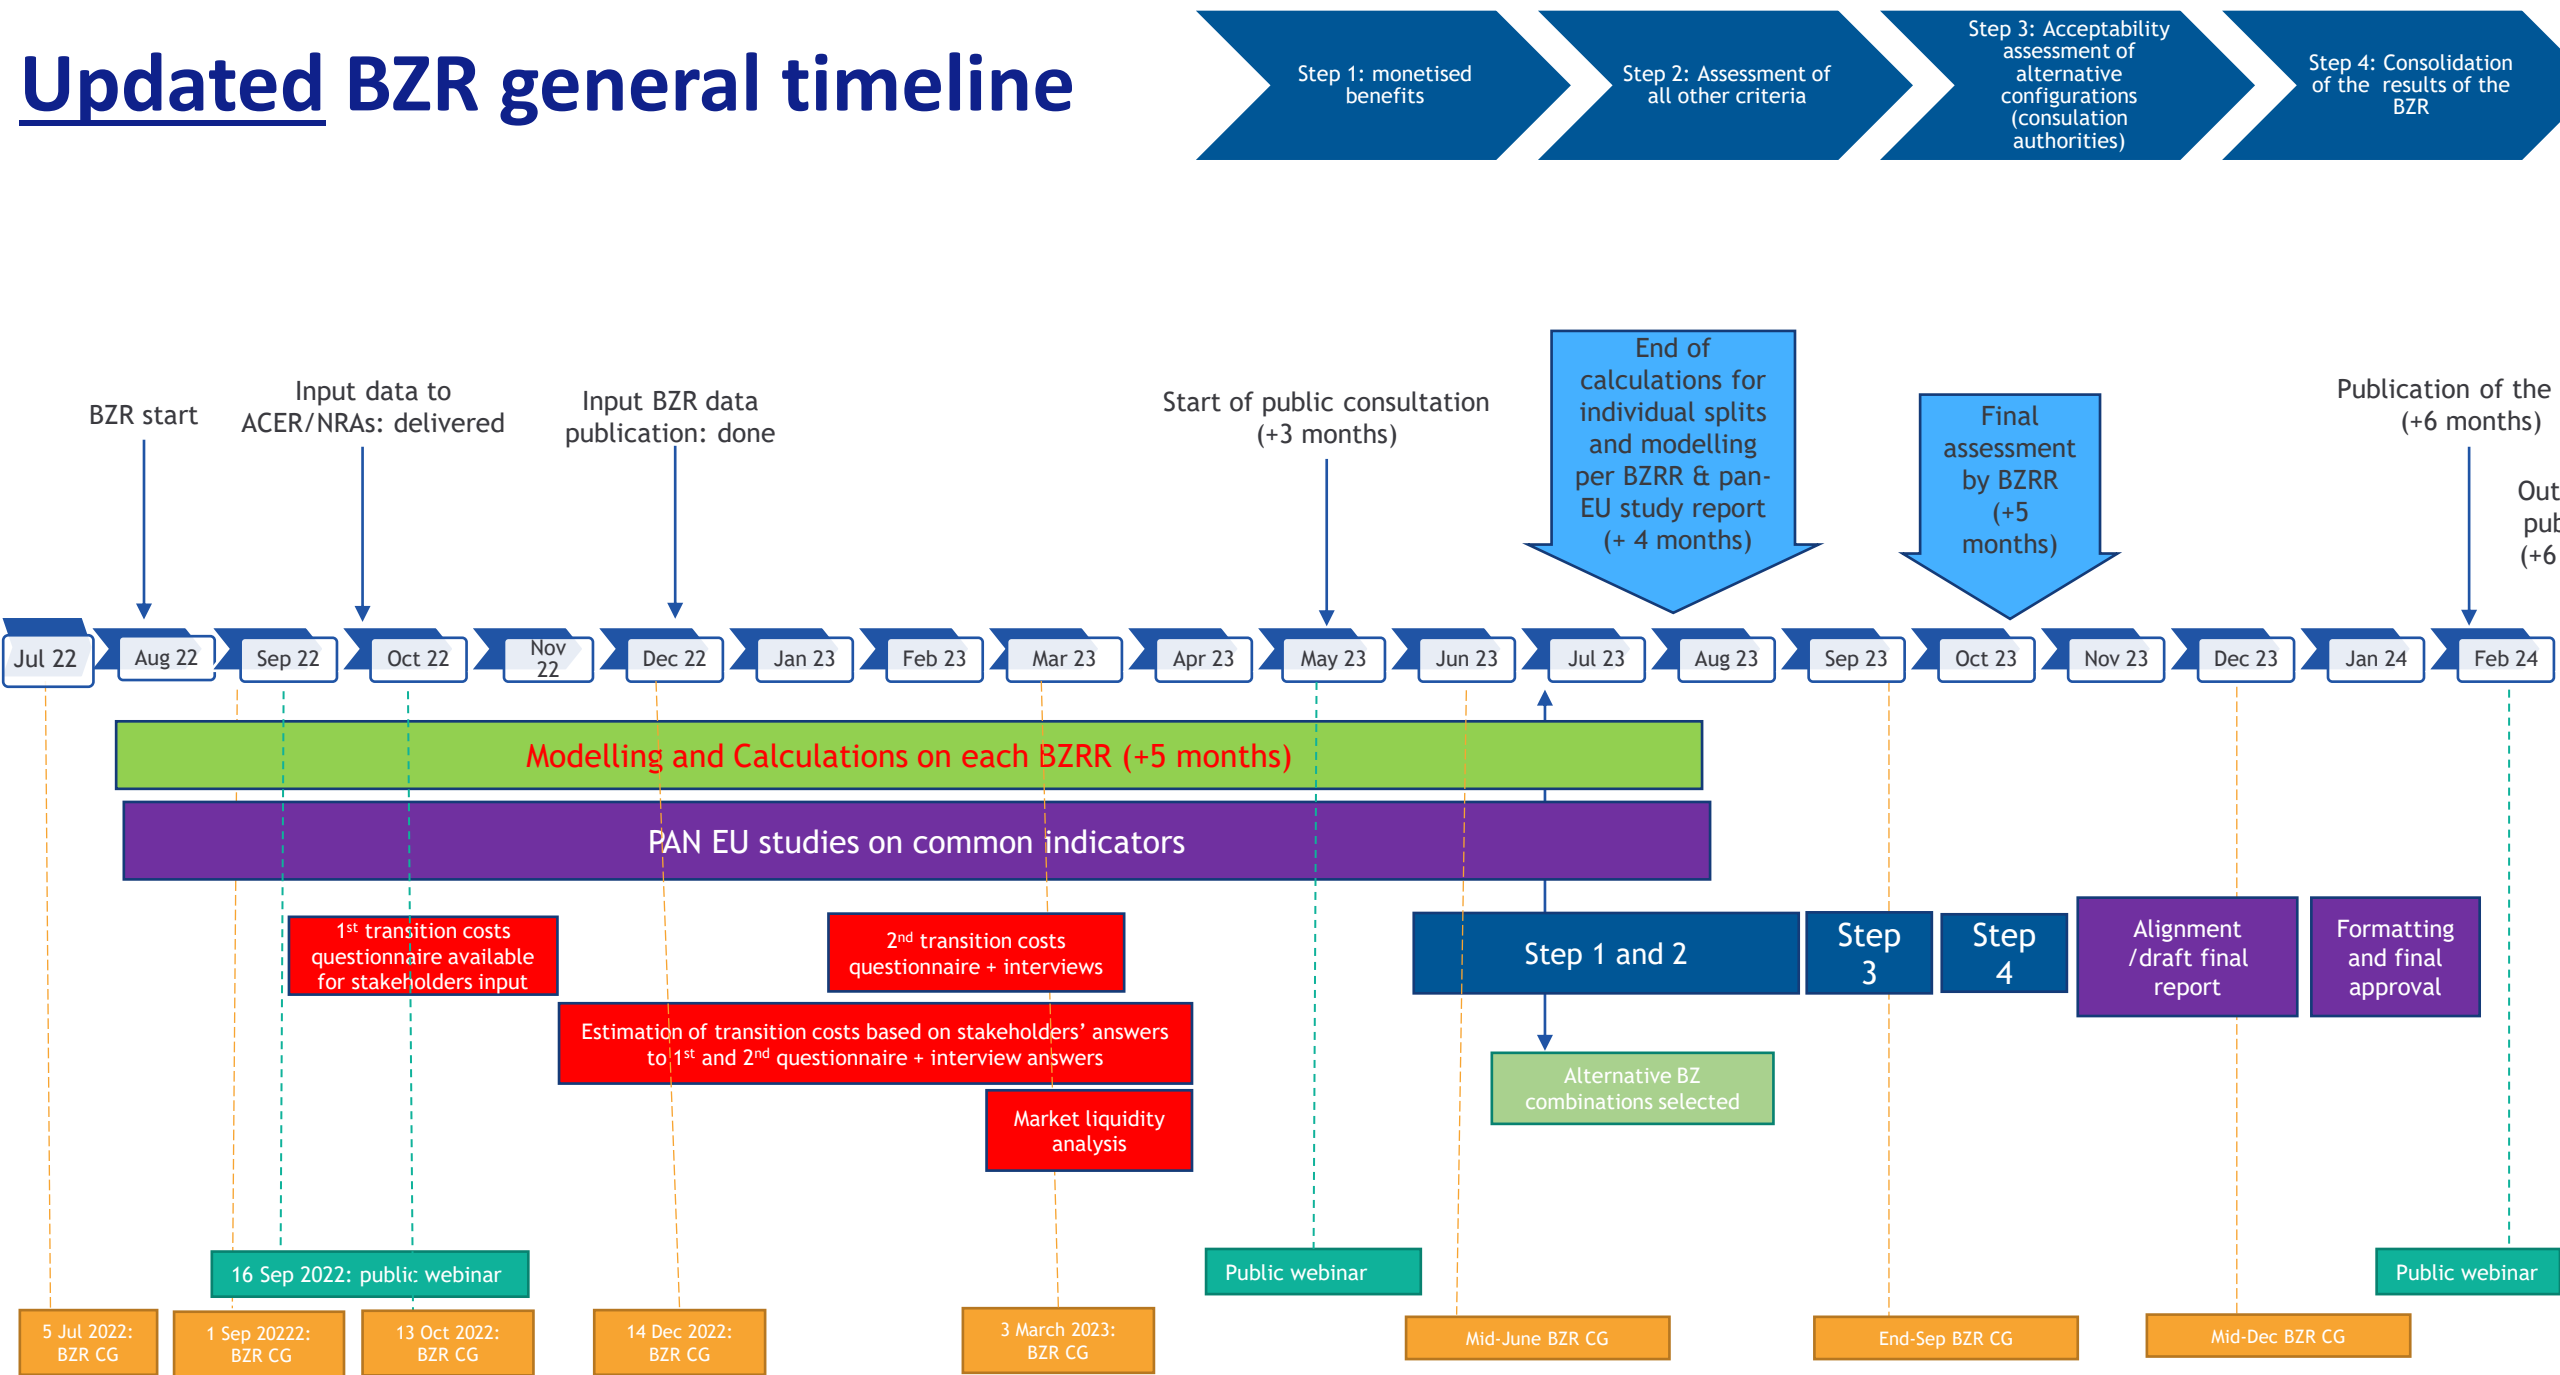 Updated BZR general timeline
Step 1: monetised
benefits
Step 2: Assessment of
all other criteria
Step 3: Acceptability
assessment of
alternative
configurations
(consulation
authorities)
Step 4: Consolidation
of the results of the
BZR
BZR start
Input data to
ACER/NRAs: delivered
Input BZR data
publication: done
Start of public consultation
(+3 months)
End of
calculations for
individual splits
and modelling
per BZRR & pan-
EU study report
(+ 4 months)
Final
assessment
by BZRR
(+5
months)
Publication of the
(+6 months)
Out
pub
(+6
Jul 22
Aug 22
Sep 22
Oct 22
Nov
22
Dec 22
Jan 23
Feb 23
Mar 23
Apr 23
May 23
Jun 23
Jul 23
Aug 23
Sep 23
Oct 23
Nov 23
Dec 23
Jan 24
Feb 24
Modelling and Calculations on each BZRR (+5 months)
PAN EU studies on common indicators
1st transition costs
questionnaire available
for stakeholders input
2nd transition costs
questionnaire + interviews
Estimation of transition costs based on stakeholders’ answers
to 1st and 2nd questionnaire + interview answers
Market liquidity
analysis
Step 1 and 2
Step
3
Step
4
Alignment
/draft final
report
Formatting
and final
approval
Alternative BZ
combinations selected
16 Sep 2022: public webinar
Public webinar
Public webinar
5 Jul 2022:
BZR CG
1 Sep 20222:
BZR CG
13 Oct 2022:
BZR CG
14 Dec 2022:
BZR CG
3 March 2023:
BZR CG
Mid-June BZR CG
End-Sep BZR CG
Mid-Dec BZR CG